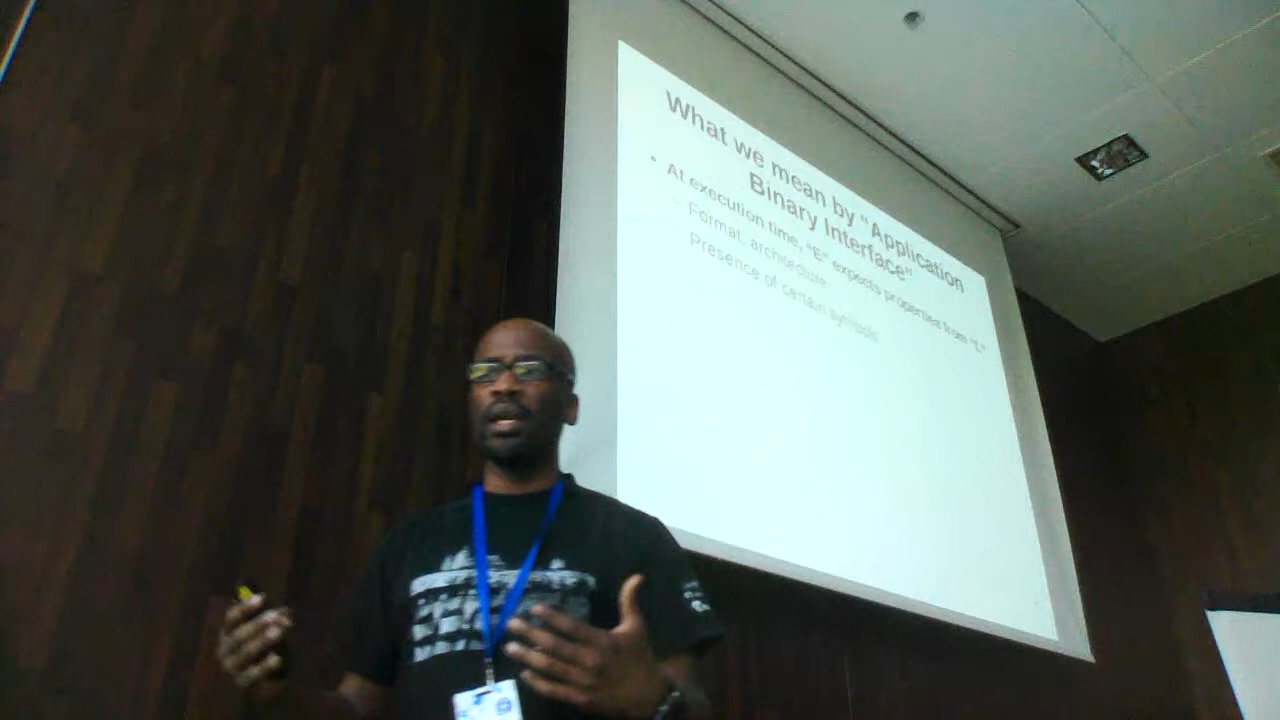 What we mean by “Application
Binary Interface”
• At execution time, “E” expects properties from “L”
– Format, architecture
– Presence of certain symbols